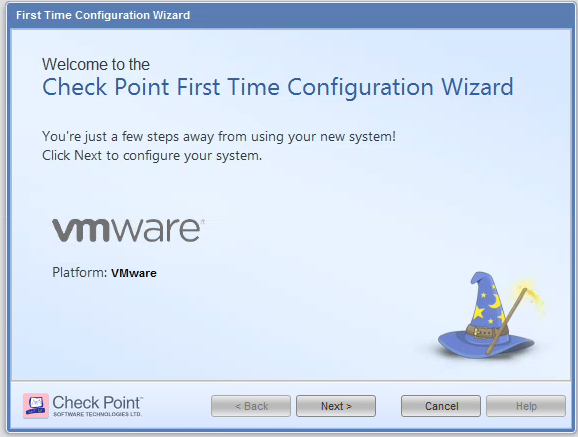 First Time Configuration Wizard
Welcome to the
Check Point First Time Configuration Wizard
You're just a few steps away from using your new system!
Click Next to configure your system.
vmware
Platform: VMware
Check Point™
SOFTWARE TECHNOLOGIES LTD.
< Back
Next >
Cancel
Help